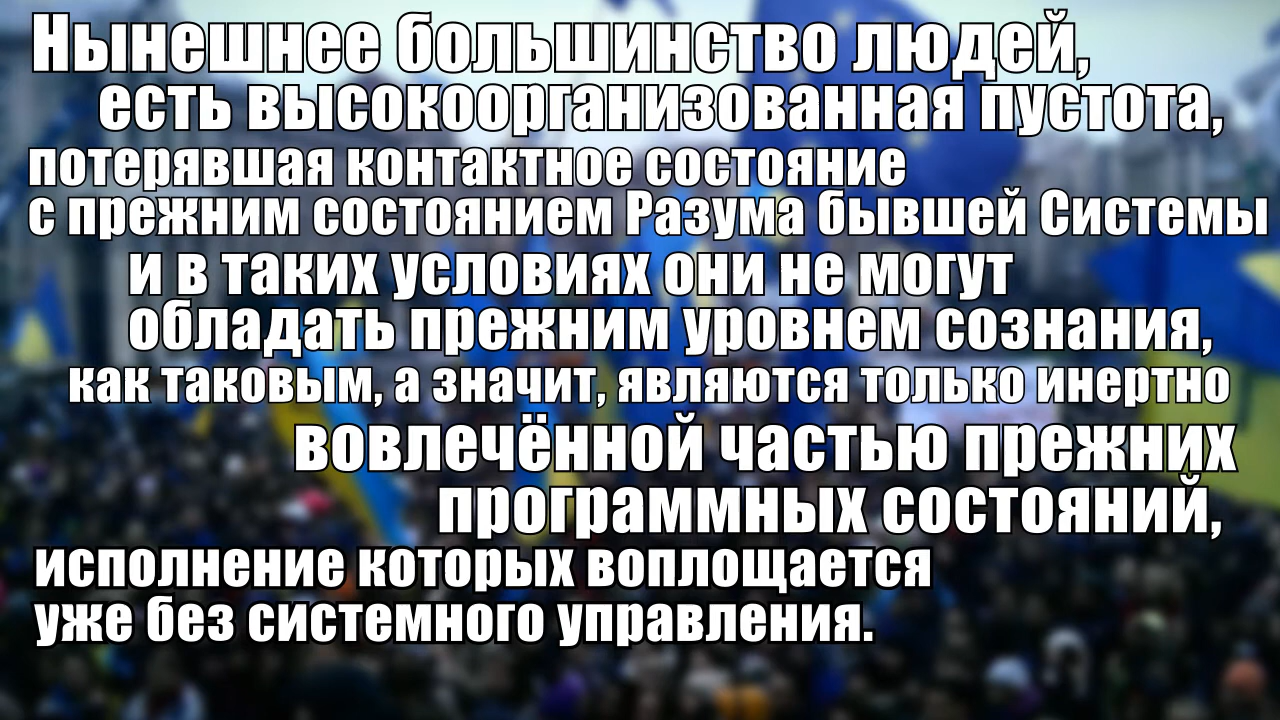 Нынешнее большинство людей,
есть высокоорганизованная пустота,
потерявшая контактное состояние
с прежним состоянием Разума бывшей Системы
и в таких условиях они не могут
обладать прежним уровнем сознания,
как таковым, а значит, являются только инертно
вовлечённой частью прежних
программных состояний,
исполнение которых воплощается
уже без системного управления.